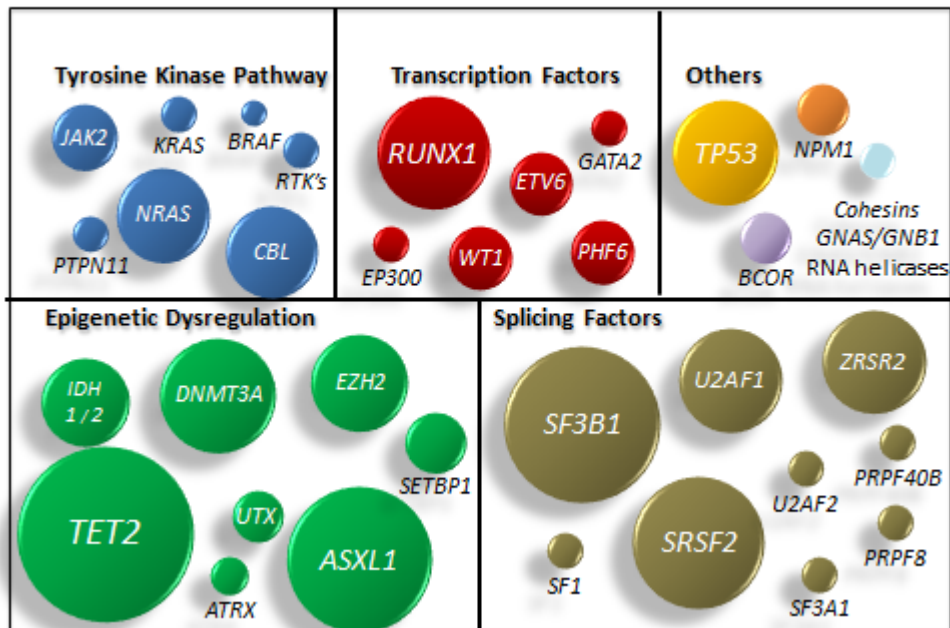 Tyrosine Kinase Pathway
JAK2
KRAS
BRAF
RTK's
NRAS
PTPN11
CBL
Transcription Factors
RUNX1
GATA2
ETV6
EP300
WT1
PHF6
Others
TP53
NPM1
Cohesins
GNAS/GNB1
RNA helicases
BCOR
Epigenetic Dysregulation
IDH
1 / 2
DNMT3A
EZH2
SETBP1
TET2
UTX
ASXL1
ATRX
Splicing Factors
SF3B1
U2AF1
ZRSR2
PRPF40B
U2AF2
SRSF2
PRPF8
SF1
SF3A1